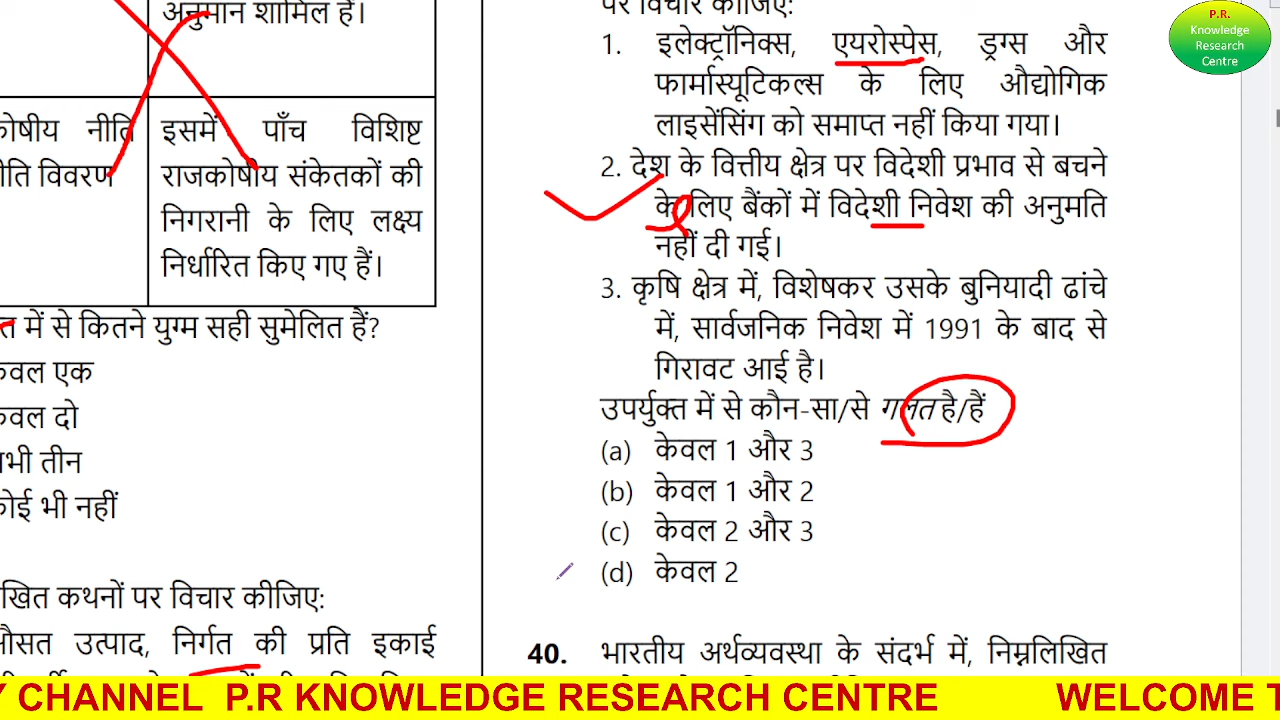 अनुमान शामिल हैं।
कोषीय नीति
इसमें पाँच विशिष्ट
विवरण
राजकोषीय संकेतकों की
निगरानी के लिए लक्ष्य
निर्धारित किए गए हैं।
में से कितने युग्म सही सुमेलित हैं?
एक
दो
तीन
भी नहीं
कथनों पर विचार कीजिए:
औसत उत्पाद, निर्गत की प्रति इकाई
पर विचार कीजिए:
1. इलेक्ट्रॉनिक्स, एयरोस्पेस, ड्रग्स और
फार्मास्यूटिकल्स के लिए औद्योगिक
लाइसेंसिंग को समाप्त नहीं किया गया।
2. देश के वित्तीय क्षेत्र पर विदेशी प्रभाव से बचने
के लिए बैंकों में विदेशी निवेश की अनुमति
नहीं दी गई।
3. कृषि क्षेत्र में, विशेषकर उसके बुनियादी ढांचे
में, सार्वजनिक निवेश में 1991 के बाद से
गिरावट आई है।
उपर्युक्त में से कौन-सा/से गलत है/हैं
(a) केवल 1 और 3
(b) केवल 1 और 2
(c) केवल 2 और 3
(d) केवल 2
40. भारतीय अर्थव्यवस्था के संदर्भ में, निम्नलिखित
P.R.
Knowledge
Research
Centre
Y CHANNEL P.R KNOWLEDGE RESEARCH CENTRE WELCOME T